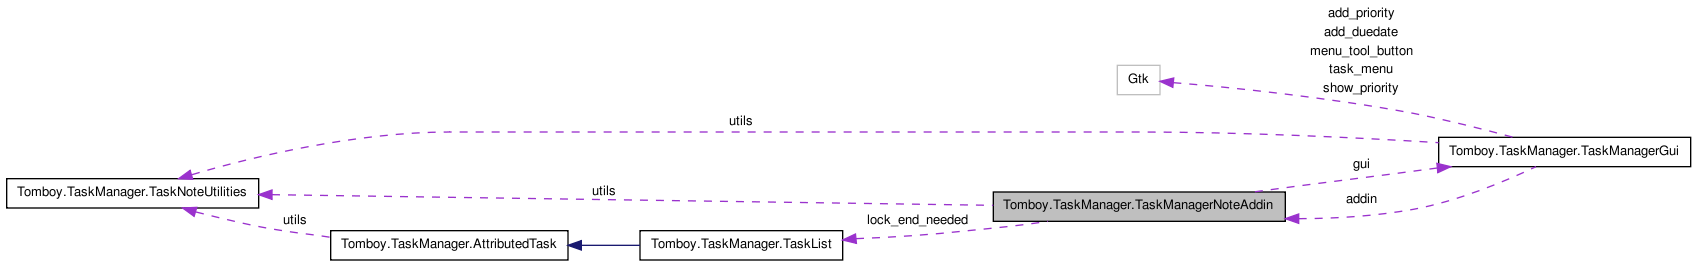 add_priority
add_duedate
menu_tool_button
task_menu
show_priority
Gtk
utils
Tomboy.TaskManager.TaskManagerGui
gui
Tomboy.TaskManager.TaskNoteUtilities
utils
Tomboy.TaskManager.TaskManagerNoteAddin
addin
utils
lock_end_needed
Tomboy.TaskManager.AttributedTask
Tomboy.TaskManager.TaskList